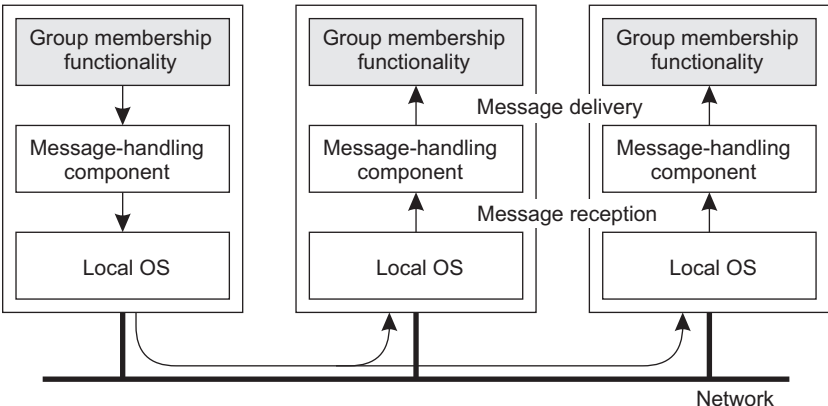 Group membership
functionality
Message-handling
component
Local OS
Group membership
functionality
Message delivery
Message-handling
component
Message reception
Local OS
Group membership
functionality
Message-handling
component
Local OS
Network